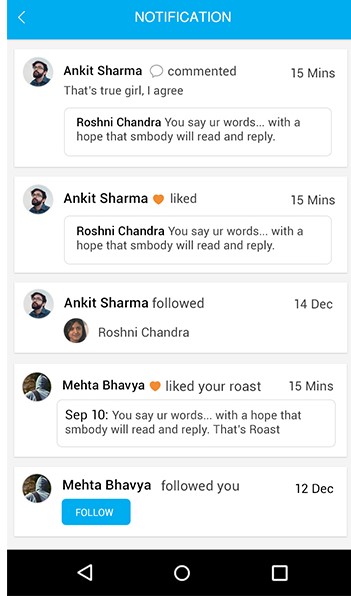 NOTIFICATION
Ankit Sharma commented 15 Mins
That's true girl, I agree
Roshni Chandra You say ur words... with a
hope that smbody will read and reply.
Ankit Sharma liked 15 Mins
Roshni Chandra You say ur words... with a
hope that smbody will read and reply.
Ankit Sharma followed 14 Dec
Roshni Chandra
Mehta Bhavya liked your roast 15 Mins
Sep 10: You say ur words... with a hope that
smbody will read and reply. That's Roast
Mehta Bhavya followed you 12 Dec
FOLLOW